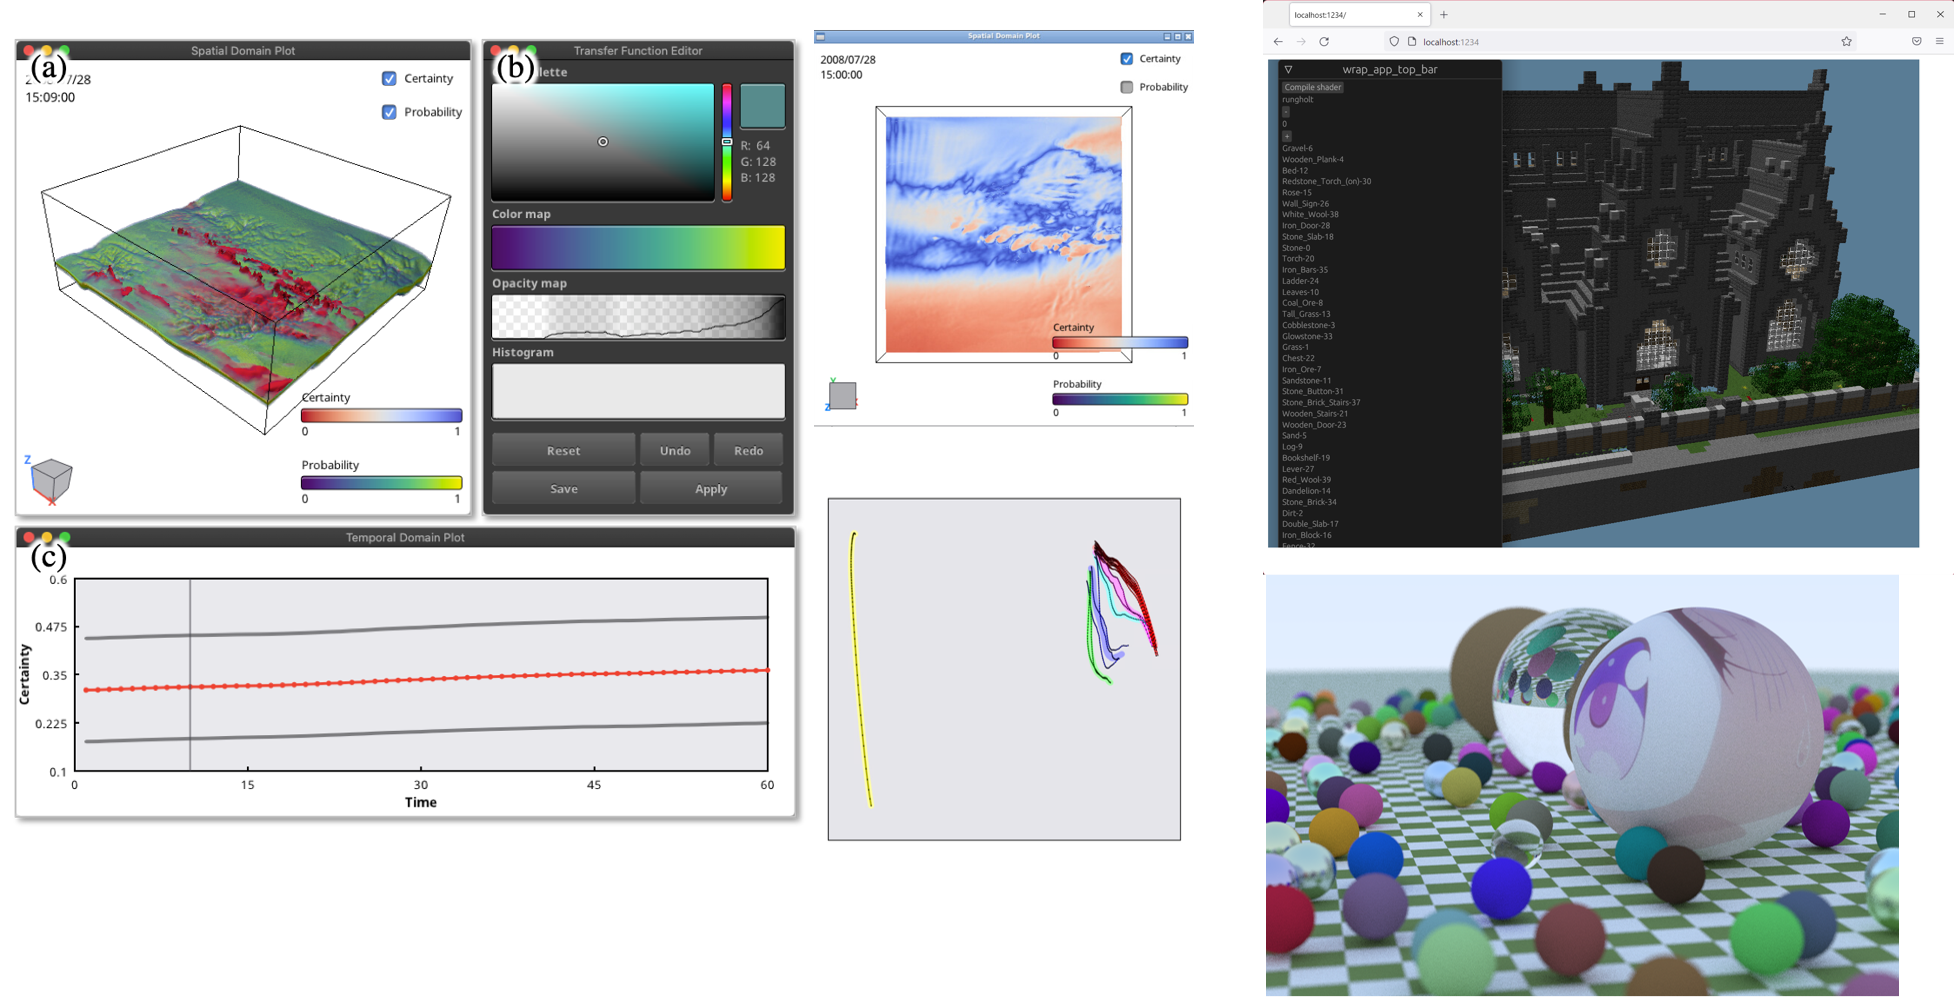 (a)
Spatial Domain Plot
15:09:00
Certainty
Probability
Certainty
0 1
Probability
0 1
Z
X
(b)
Transfer Function Editor
R: 64
G: 128
B: 128
Color map
Opacity map
Histogram
Reset Undo Redo
Save Apply
(c)
Temporal Domain Plot
0.6
0.475
0.35
0.225
0.1
Certainty
0 15 30 45 60
Time
Spatial Domain Plot
2008/07/28
15:00:00
Certainty
Probability
Certainty
0 1
Probability
0 1
Y
Z
X
localhost:1234/
localhost:1234
wrap_app_top_bar
Compile shader
rungholt
-
0
+
Gravel-6
Wooden_Plank-4
Bed-12
Redstone_Torch_(on)-30
Rose-15
Wall_Sign-26
White_Wool-38
Iron_Door-28
Stone_Slab-18
Stone-0
Torch-20
Iron_Bars-35
Ladder-24
Leaves-10
Coal_Ore-8
Tall_Grass-13
Cobblestone-3
Glowstone-33
Grass-1
Chest-22
Iron_Ore-7
Sandstone-11
Stone_Button-31
Stone_Brick_Stairs-37
Wooden_Stairs-21
Wooden_Door-23
Sand-5
Log-9
Bookshelf-19
Lever-27
Red_Wool-39
Dandelion-14
Stone_Brick-34
Dirt-2
Double_Slab-17
Iron_Block-16
Fence-32